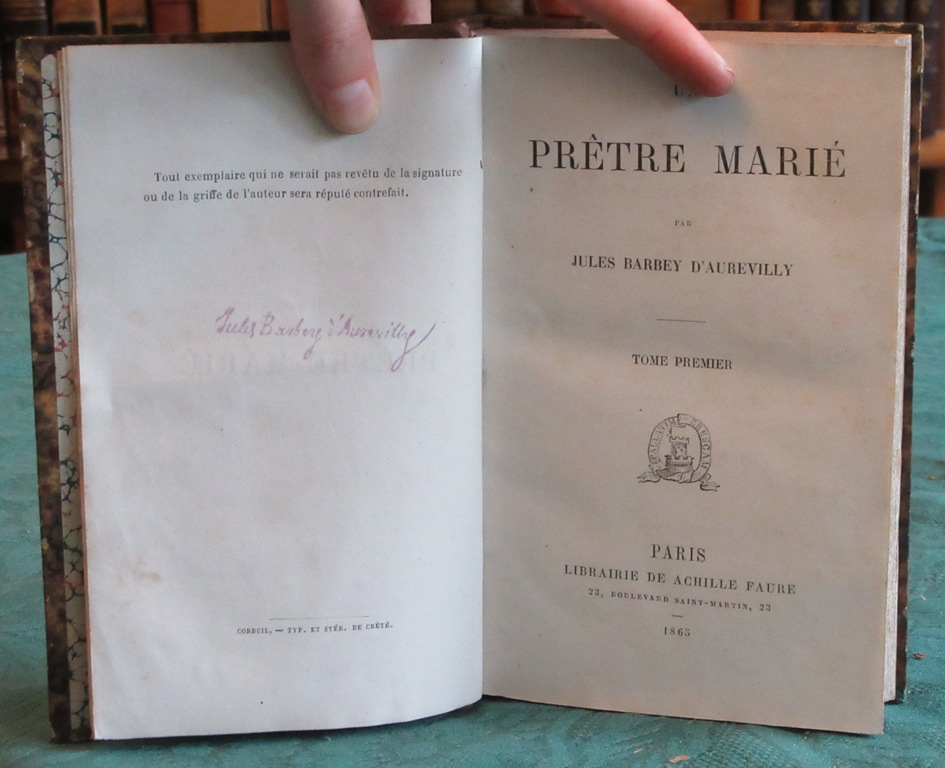 Tout exemplaire qui ne serait pas revêtu de la signature
ou de la griffe de l'auteur sera réputé contrefait.
Jules Barbey d'Aurevilly
CORBEIL, — TYP. ET STÉR. DE CRÉTÉ.
PRÊTRE MARIÉ
PAR
JULES BARBEY D'AUREVILLY
TOME PREMIER
PARIS
LIBRAIRIE DE ACHILLE FAURE
23, BOULEVARD SAINT-MARTIN, 23
1865